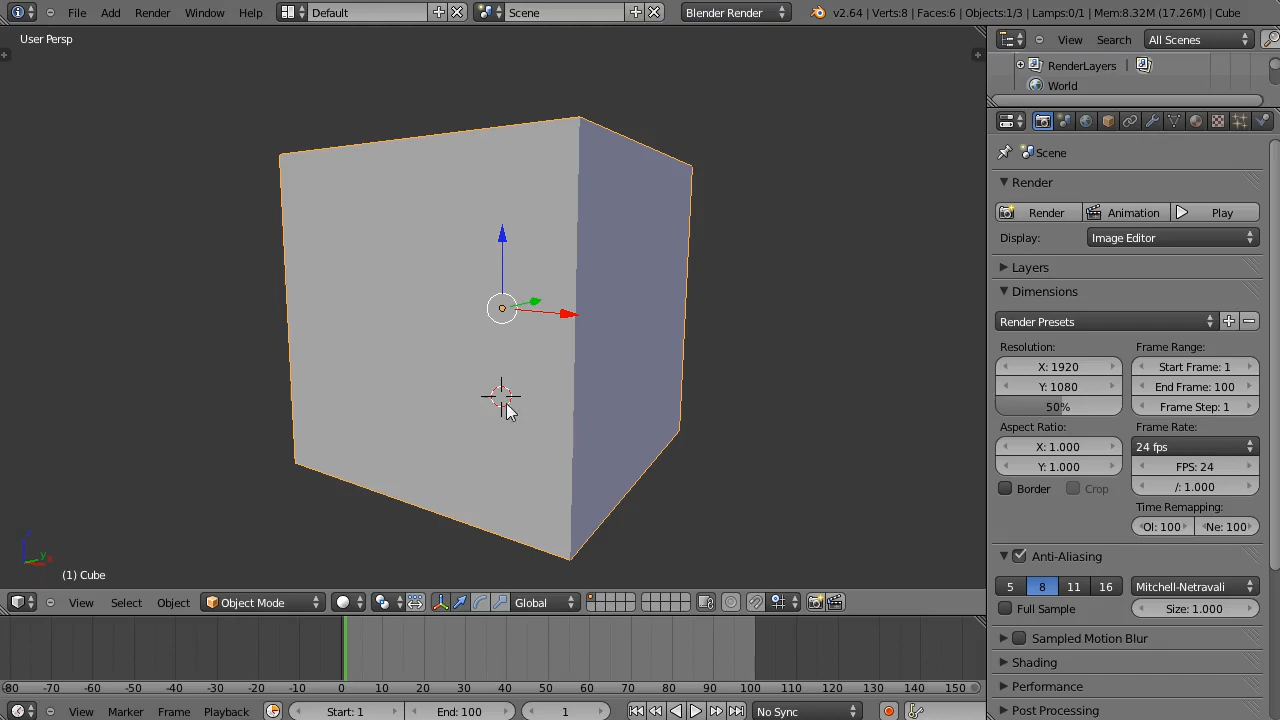 File Add Render Window Help Default Scene Blender Render v2.64 | Verts:8 | Faces:6 | Objects:1/3 | Lamps:0/1 | Mem:8.32M (17.26M) | Cube
User Persp
View Search All Scenes
RenderLayers
World
Scene
Render
Render Animation Play
Display: Image Editor
Layers
Dimensions
Render Presets
Resolution: Frame Range:
X: 1920 Start Frame: 1
Y: 1080 End Frame: 100
50% Frame Step: 1
Aspect Ratio: Frame Rate:
X: 1.000 24 fps
Y: 1.000 FPS: 24
/: 1.000
Border Crop
Time Remapping:
Ol: 100 Ne: 100
Anti-Aliasing
5 8 11 16 Mitchell-Netravali
Full Sample Size: 1.000
Sampled Motion Blur
Shading
Performance
Post Processing
z y x
(1) Cube
View Select Object Object Mode Global
-80 -70 -60 -50 -40 -30 -20 -10 0 10 20 30 40 50 60 70 80 90 100 110 120 130 140 150
View Marker Frame Playback Start: 1 End: 100 1 No Sync